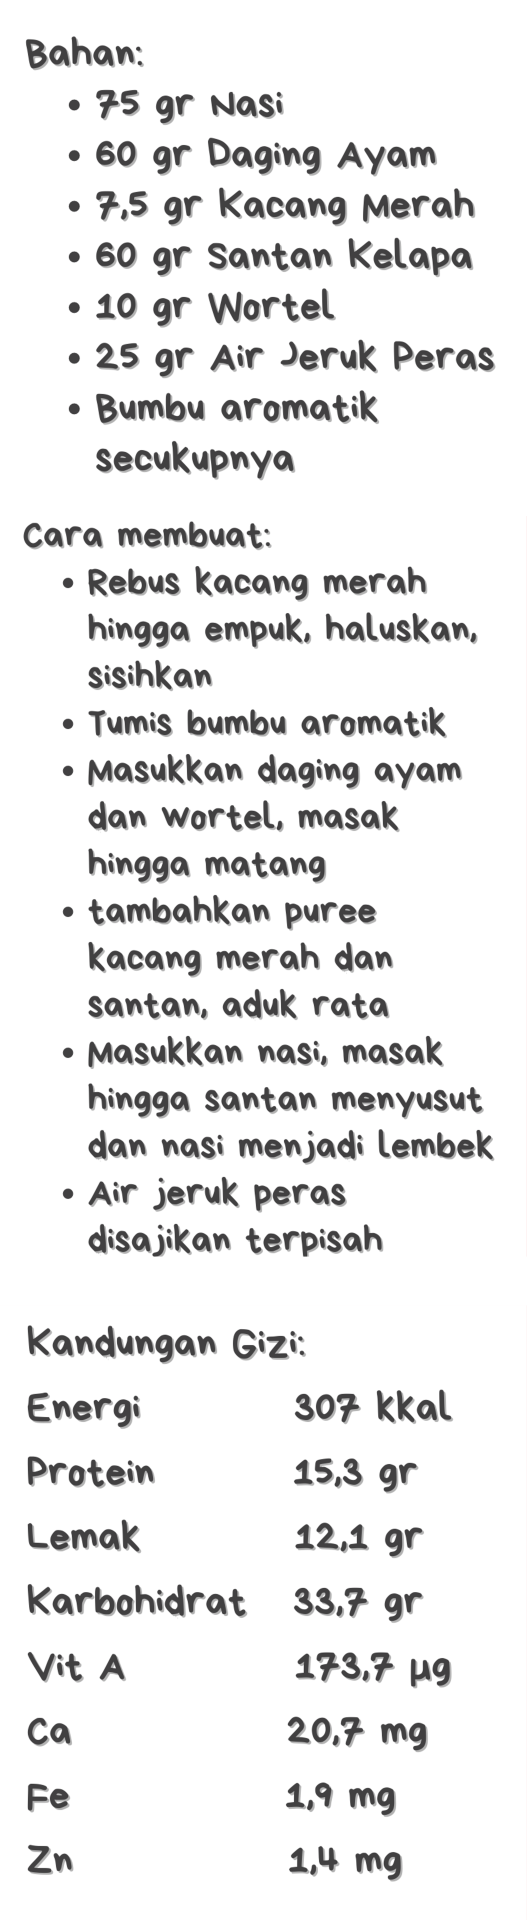 Bahan:
• 75 gr Nasi
• 60 gr Daging Ayam
• 7,5 gr Kacang Merah
• 60 gr Santan Kelapa
• 10 gr Wortel
• 25 gr Air Jeruk Peras
• Bumbu aromatik
secukupnya
Cara membuat:
• Rebus kacang merah
hingga empuk, haluskan,
sisihkan
• Tumis bumbu aromatik
• Masukkan daging ayam
dan wortel, masak
hingga matang
• tambahkan puree
kacang merah dan
santan, aduk rata
• Masukkan nasi, masak
hingga santan menyusut
dan nasi menjadi lembek
• Air jeruk peras
disajikan terpisah
Kandungan Gizi:
Energi 307 kkal
Protein 15,3 gr
Lemak 12,1 gr
Karbohidrat 33,7 gr
Vit A 173,7 µg
Ca 20,7 mg
Fe 1,9 mg
Zn 1,4 mg